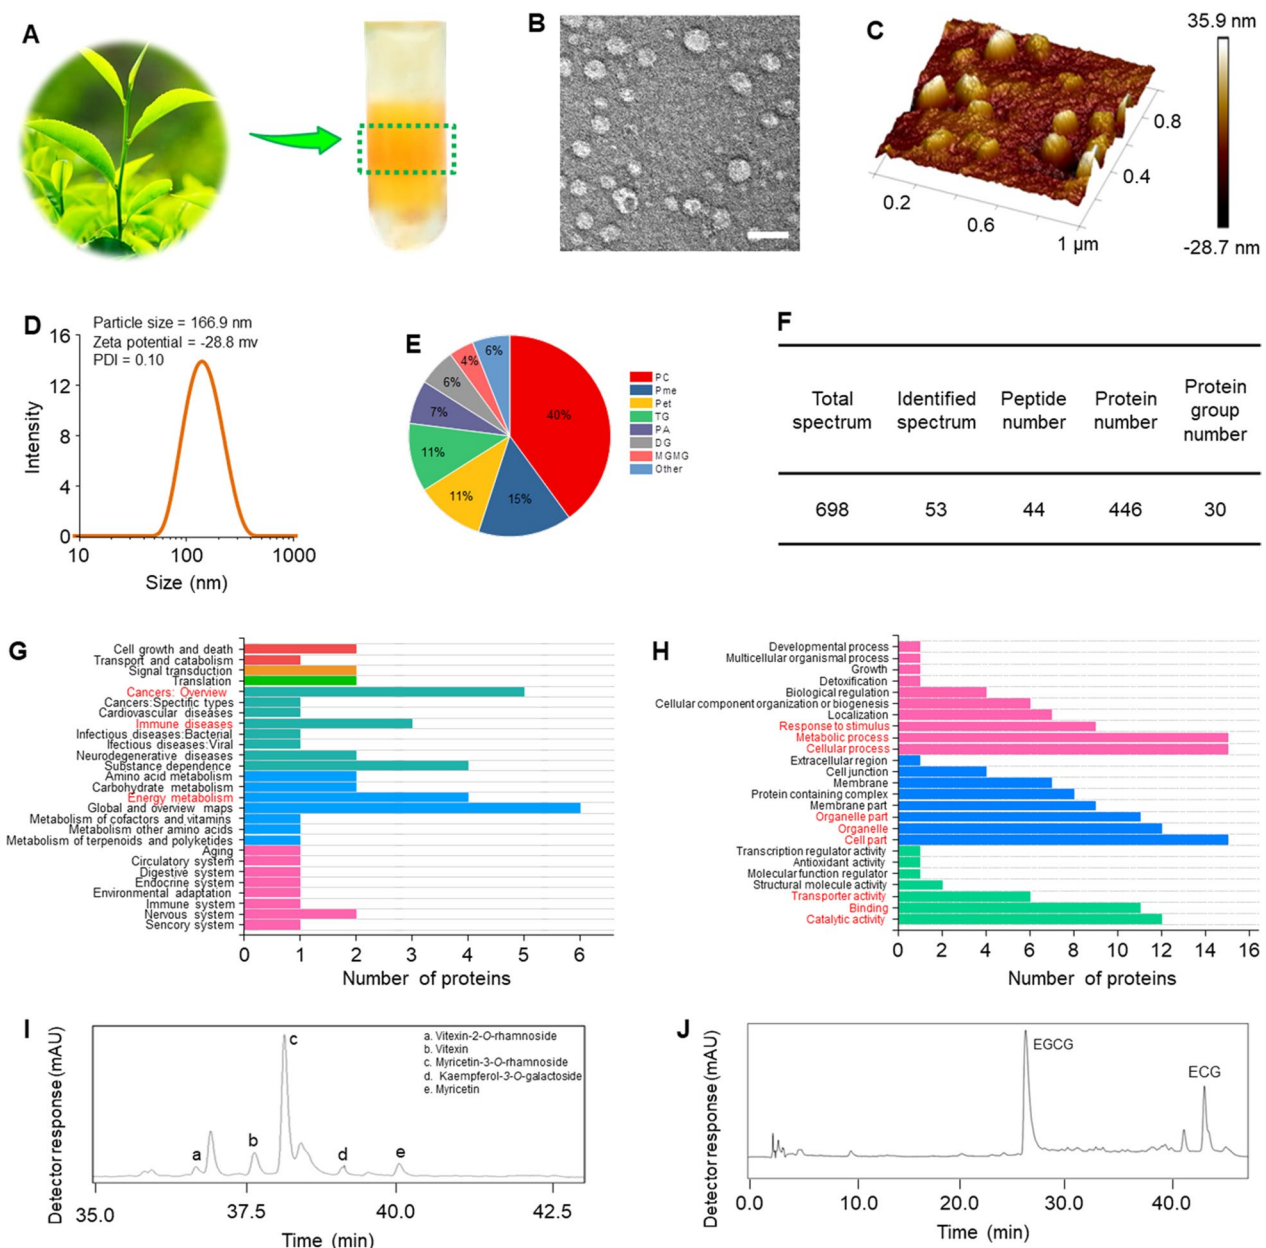 A
B
C
35.9 nm
0.8
0.4
0.2
0.6
1 μm
-28.7 nm
D
Particle size = 166.9 nm
Zeta potential = -28.8 mv
PDI = 0.10
16
12
8
4
0
Intensity
10
100
1000
Size (nm)
E
6%
4%
6%
7%
11%
11%
15%
40%
PC
Pme
Pet
TG
PA
DG
MGMG
Other
F
Total spectrum
Identified spectrum
Peptide number
Protein number
Protein group number
698 53 44 446 30
G
Cell growth and death
Transport and catabolism
Signal transduction
Translation
Cancers: Overview
Cancers:Specific types
Cardiovascular diseases
Immune diseases
Infectious diseases:Bacterial
Ifectious diseases:Viral
Neurodegenerative diseases
Substance dependence
Amino acid metabolism
Carbohydrate metabolism
Energy metabolism
Global and overview maps
Metabolism of cofactors and vitamins
Metabolism other amino acids
Metabolism of terpenoids and polyketides
Aging
Circulatory system
Digestive system
Endocrine system
Environmental adaptation
Immune system
Nervous system
Sencory system
0 1 2 3 4 5 6
Number of proteins
H
Developmental process
Multicellular organismal process
Growth
Detoxification
Biological regulation
Cellular component organization or biogenesis
Localization
Response to stimulus
Metabolic process
Cellular process
Extracellular region
Cell junction
Membrane
Protein containing complex
Membrane part
Organelle part
Organelle
Cell part
Transcription regulator activity
Antioxidant activity
Molecular function regulator
Structural molecule activity
Transporter activity
Binding
Catalytic activity
0 2 4 6 8 10 12 14 16
Number of proteins
I
Detector response (mAU)
a
b
c
d
e
a. Vitexin-2-O-rhamnoside
b. Vitexin
c. Myricetin-3-O-rhamnoside
d. Kaempferol-3-O-galactoside
e. Myricetin
35.0 37.5 40.0 42.5
Time (min)
J
Detector response (mAU)
EGCG
ECG
0.0 10.0 20.0 30.0 40.0
Time (min)